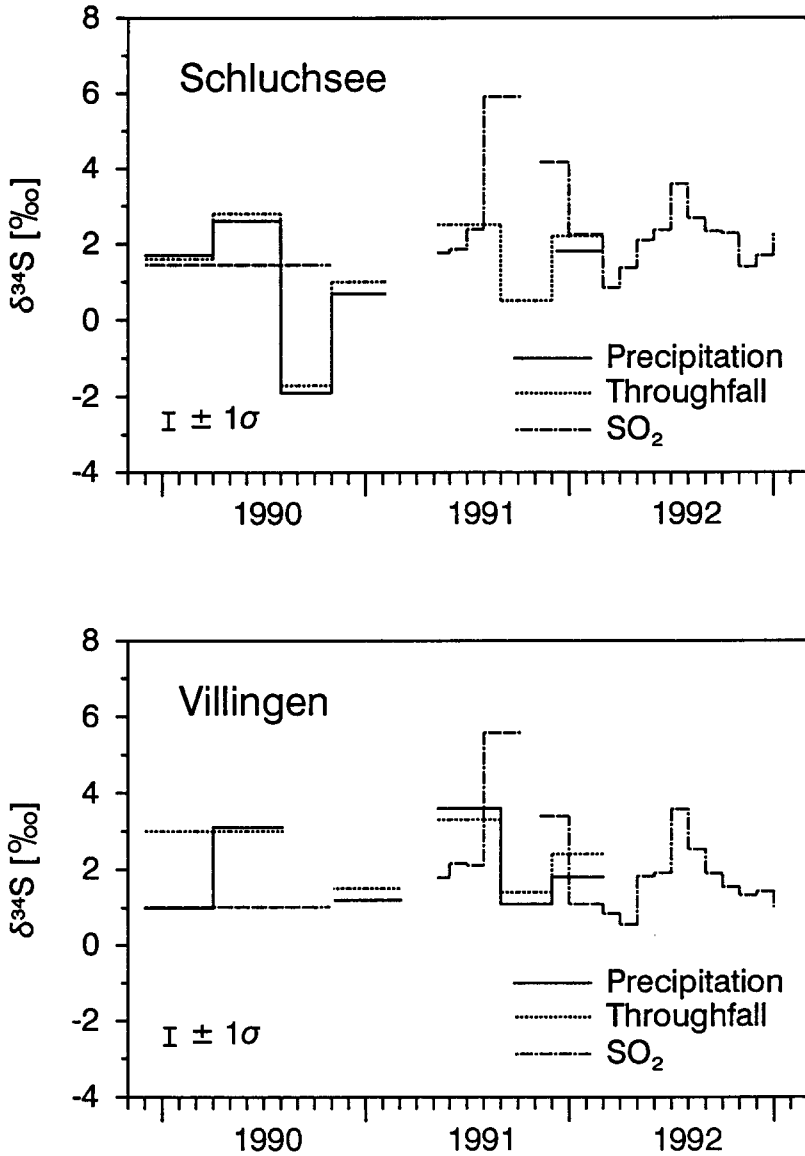 8
Schluchsee
6
4
δ³⁴S [‰]
2
0
Precipitation
Throughfall
SO₂
-2
I ± 1σ
-4
1990 1991 1992
8
Villingen
6
4
δ³⁴S [‰]
2
0
Precipitation
Throughfall
SO₂
-2
I ± 1σ
-4
1990 1991 1992